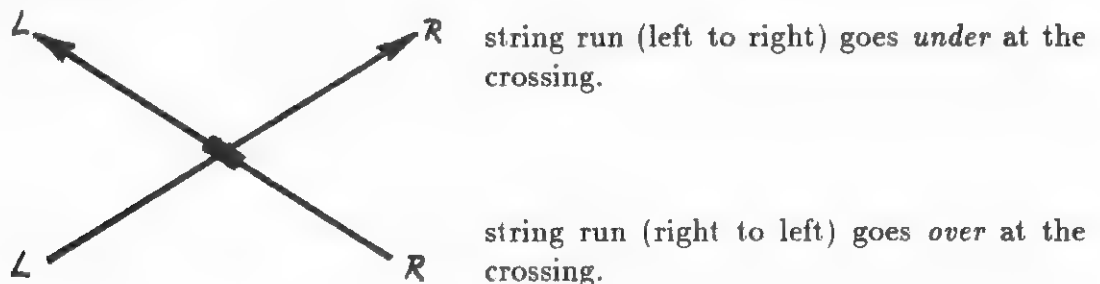 L
R
string run (left to right) goes under at the
crossing.
L
R
string run (right to left) goes over at the
crossing.